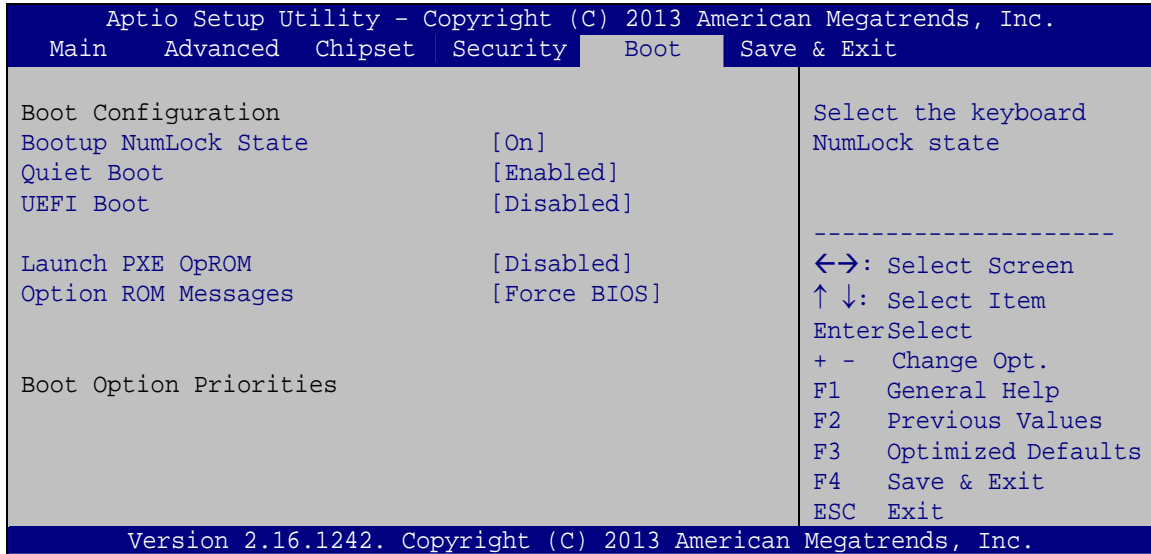 Aptio Setup Utility – Copyright (C) 2013 American Megatrends, Inc.
Main Advanced Chipset Security Boot Save & Exit
Boot Configuration
Bootup NumLock State [On]
Quiet Boot [Enabled]
UEFI Boot [Disabled]
Launch PXE OpROM [Disabled]
Option ROM Messages [Force BIOS]
Boot Option Priorities
Select the keyboard
NumLock state
---------------------
←→: Select Screen
↑ ↓: Select Item
EnterSelect
+ - Change Opt.
F1 General Help
F2 Previous Values
F3 Optimized Defaults
F4 Save & Exit
ESC Exit
Version 2.16.1242. Copyright (C) 2013 American Megatrends, Inc.